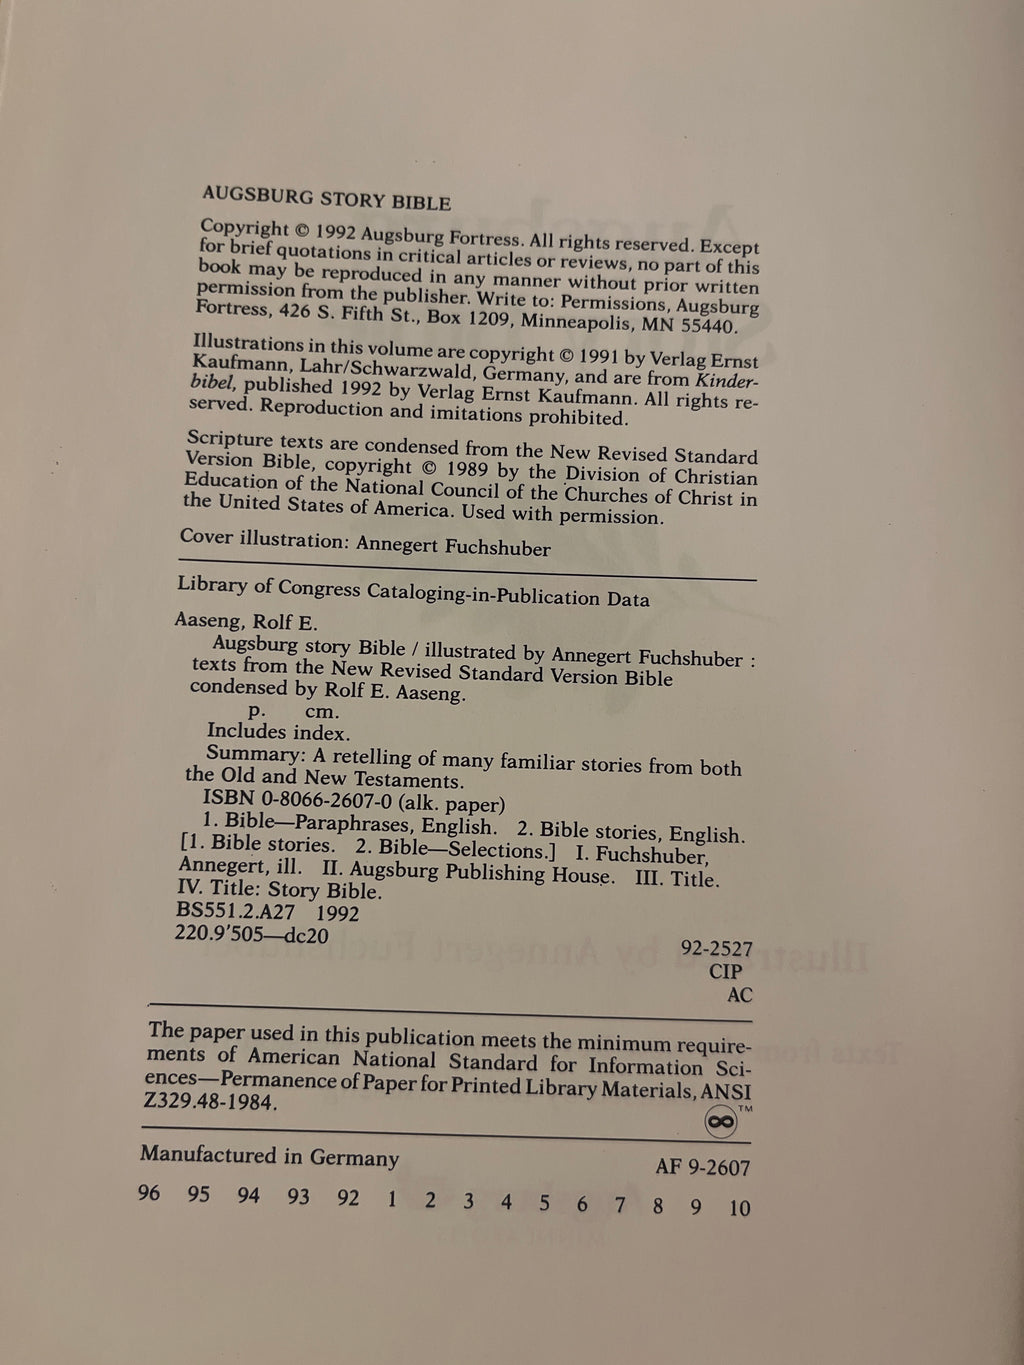 AUGSBURG STORY BIBLE
Copyright © 1992 Augsburg Fortress. All rights reserved. Except
for brief quotations in critical articles or reviews, no part of this
book may be reproduced in any manner without prior written
permission from the publisher. Write to: Permissions, Augsburg
Fortress, 426 S. Fifth St., Box 1209, Minneapolis, MN 55440.
Illustrations in this volume are copyright © 1991 by Verlag Ernst
Kaufmann, Lahr/Schwarzwald, Germany, and are from Kinder-
bibel, published 1992 by Verlag Ernst Kaufmann. All rights re-
served. Reproduction and imitations prohibited.
Scripture texts are condensed from the New Revised Standard
Version Bible, copyright © 1989 by the Division of Christian
Education of the National Council of the Churches of Christ in
the United States of America. Used with permission.
Cover illustration: Annegert Fuchshuber
Library of Congress Cataloging-in-Publication Data
Aaseng, Rolf E.
Augsburg story Bible / illustrated by Annegert Fuchshuber :
texts from the New Revised Standard Version Bible
condensed by Rolf E. Aaseng.
p. cm.
Includes index.
Summary: A retelling of many familiar stories from both
the Old and New Testaments.
ISBN 0-8066-2607-0 (alk. paper)
1. Bible—Paraphrases, English. 2. Bible stories, English.
[1. Bible stories. 2. Bible—Selections.] I. Fuchshuber,
Annegert, ill. II. Augsburg Publishing House. III. Title.
IV. Title: Story Bible.
BS551.2.A27 1992
220.9'505—dc20
92-2527
CIP
AC
The paper used in this publication meets the minimum require-
ments of American National Standard for Information Sci-
ences—Permanence of Paper for Printed Library Materials, ANSI
Z329.48-1984.
∞™
Manufactured in Germany AF 9-2607
96 95 94 93 92 1 2 3 4 5 6 7 8 9 10